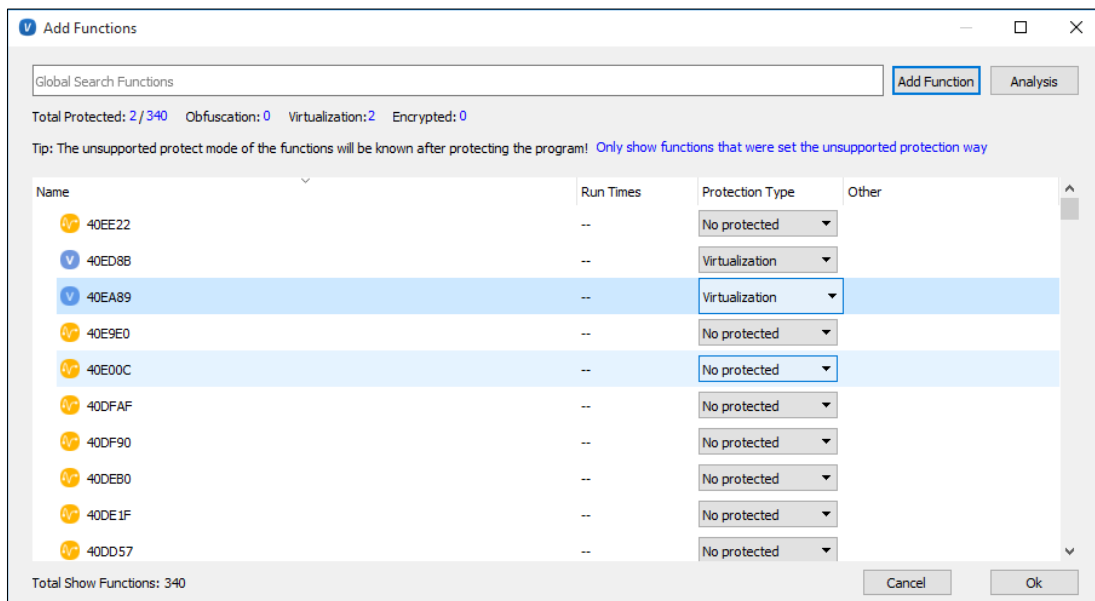 Add Functions
Global Search Functions
Add Function
Analysis
Total Protected: 2 / 340 Obfuscation: 0 Virtualization: 2 Encrypted: 0
Tip: The unsupported protect mode of the functions will be known after protecting the program! Only show functions that were set the unsupported protection way
Name Run Times Protection Type Other
40EE22 -- No protected
V 40ED8B -- Virtualization
V 40EA89 -- Virtualization
40E9E0 -- No protected
40E00C -- No protected
40DFAF -- No protected
40DF90 -- No protected
40DEB0 -- No protected
40DE1F -- No protected
40DD57 -- No protected
Total Show Functions: 340 Cancel Ok